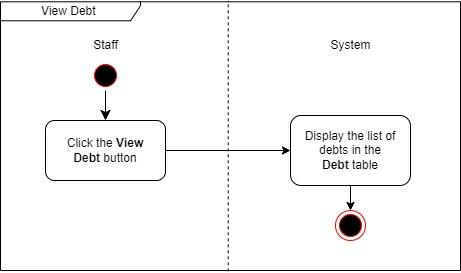 View Debt
Staff
System
Click the View
Debt button
Display the list of
debts in the
Debt table